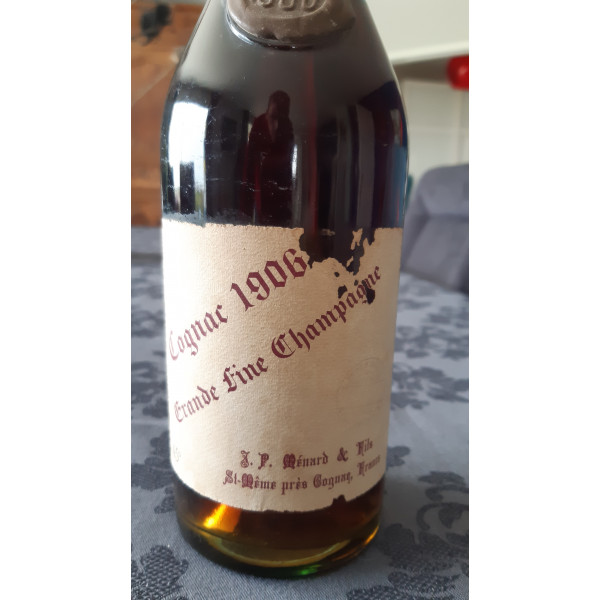 Cognac 1906
Grande Fine Champagne
J. P. Ménard & Fils
St-Même près Cognac, France